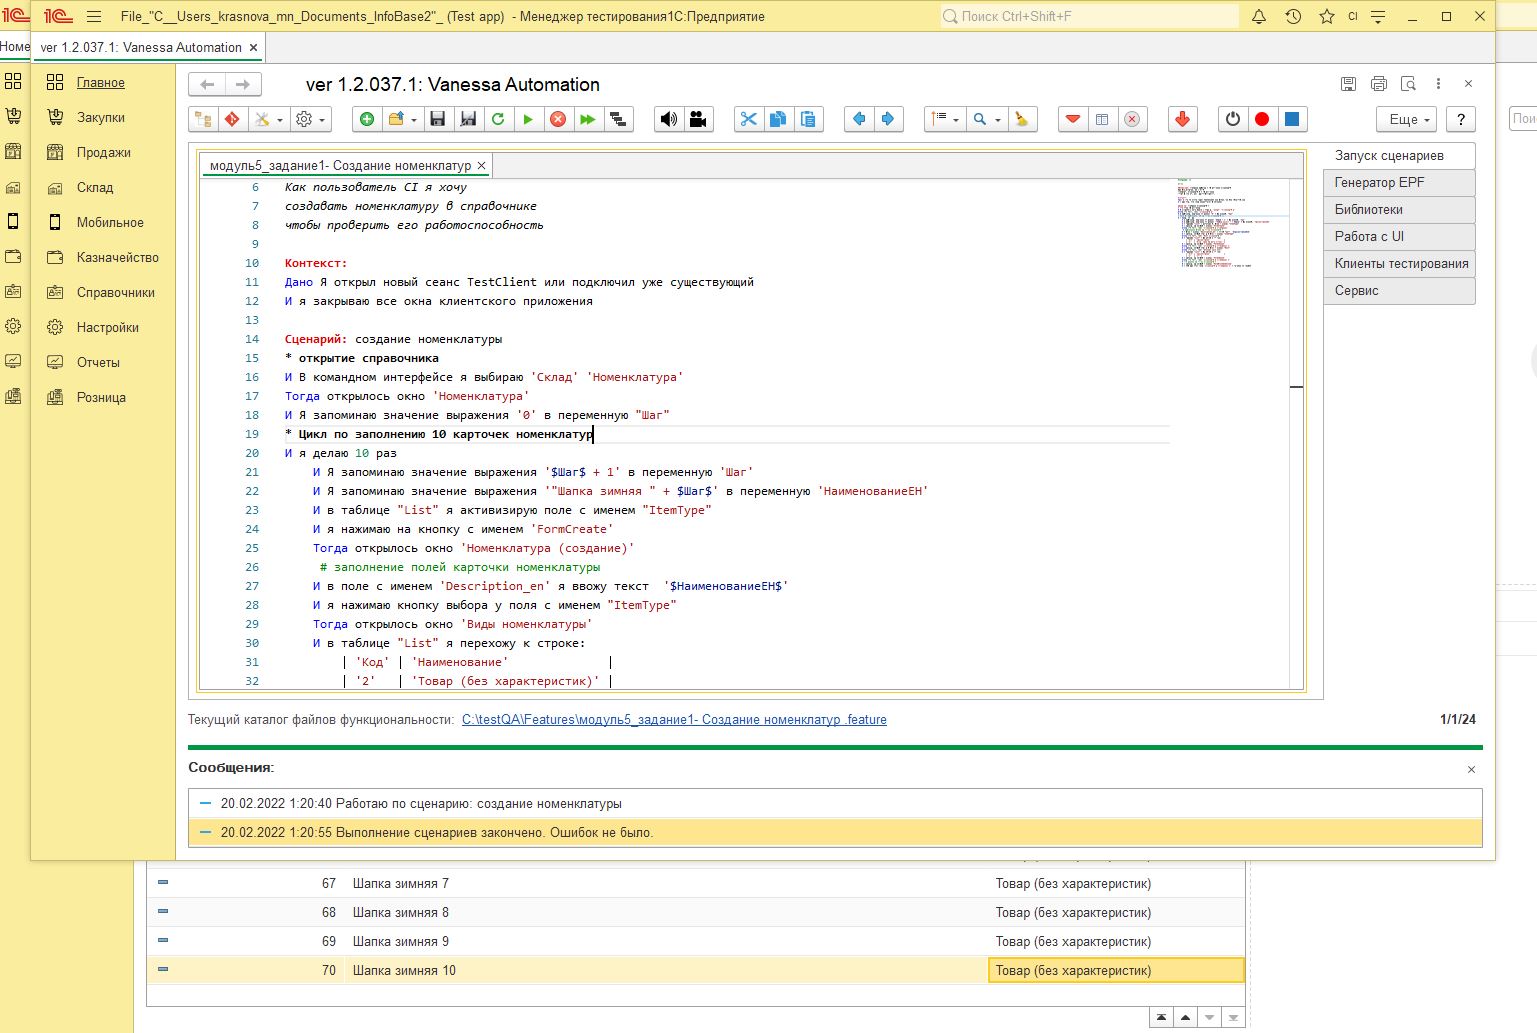 File_"C__Users_krasnova_mn_Documents_InfoBase2"_ (Test app) - Менеджер тестирования1С:Предприятие
Поиск Ctrl+Shift+F
CI
ver 1.2.037.1: Vanessa Automation
Главное
Закупки
Продажи
Склад
Мобильное
Казначейство
Справочники
Настройки
Отчеты
Розница
ver 1.2.037.1: Vanessa Automation
Еще
?
модуль5_задание1- Создание номенклатур
6 Как пользователь CI я хочу
7 создавать номенклатуру в справочнике
8 чтобы проверить его работоспособность
9
10 Контекст:
11 Дано Я открыл новый сеанс TestClient или подключил уже существующий
12 И я закрываю все окна клиентского приложения
13
14 Сценарий: создание номенклатуры
15 * открытие справочника
16 И В командном интерфейсе я выбираю 'Склад' 'Номенклатура'
17 Тогда открылось окно 'Номенклатура'
18 И Я запоминаю значение выражения '0' в переменную "Шаг"
19 * Цикл по заполнению 10 карточек номенклатур
20 И я делаю 10 раз
21 И Я запоминаю значение выражения '$Шаг$ + 1' в переменную 'Шаг'
22 И Я запоминаю значение выражения '"Шапка зимняя " + $Шаг$' в переменную 'НаименованиеЕН'
23 И в таблице "List" я активизирую поле с именем "ItemType"
24 И я нажимаю на кнопку с именем 'FormCreate'
25 Тогда открылось окно 'Номенклатура (создание)'
26 # заполнение полей карточки номенклатуры
27 И в поле с именем 'Description_en' я ввожу текст '$НаименованиеЕН$'
28 И я нажимаю кнопку выбора у поля с именем "ItemType"
29 Тогда открылось окно 'Виды номенклатуры'
30 И в таблице "List" я перехожу к строке:
31 | 'Код' | 'Наименование' |
32 | '2' | 'Товар (без характеристик)' |
Запуск сценариев
Генератор EPF
Библиотеки
Работа с UI
Клиенты тестирования
Сервис
Текущий каталог файлов функциональности: C:\testQA\Features\модуль5_задание1- Создание номенклатур .feature
1/1/24
Сообщения:
20.02.2022 1:20:40 Работаю по сценарию: создание номенклатуры
20.02.2022 1:20:55 Выполнение сценариев закончено. Ошибок не было.
67 Шапка зимняя 7 Товар (без характеристик)
68 Шапка зимняя 8 Товар (без характеристик)
69 Шапка зимняя 9 Товар (без характеристик)
70 Шапка зимняя 10 Товар (без характеристик)